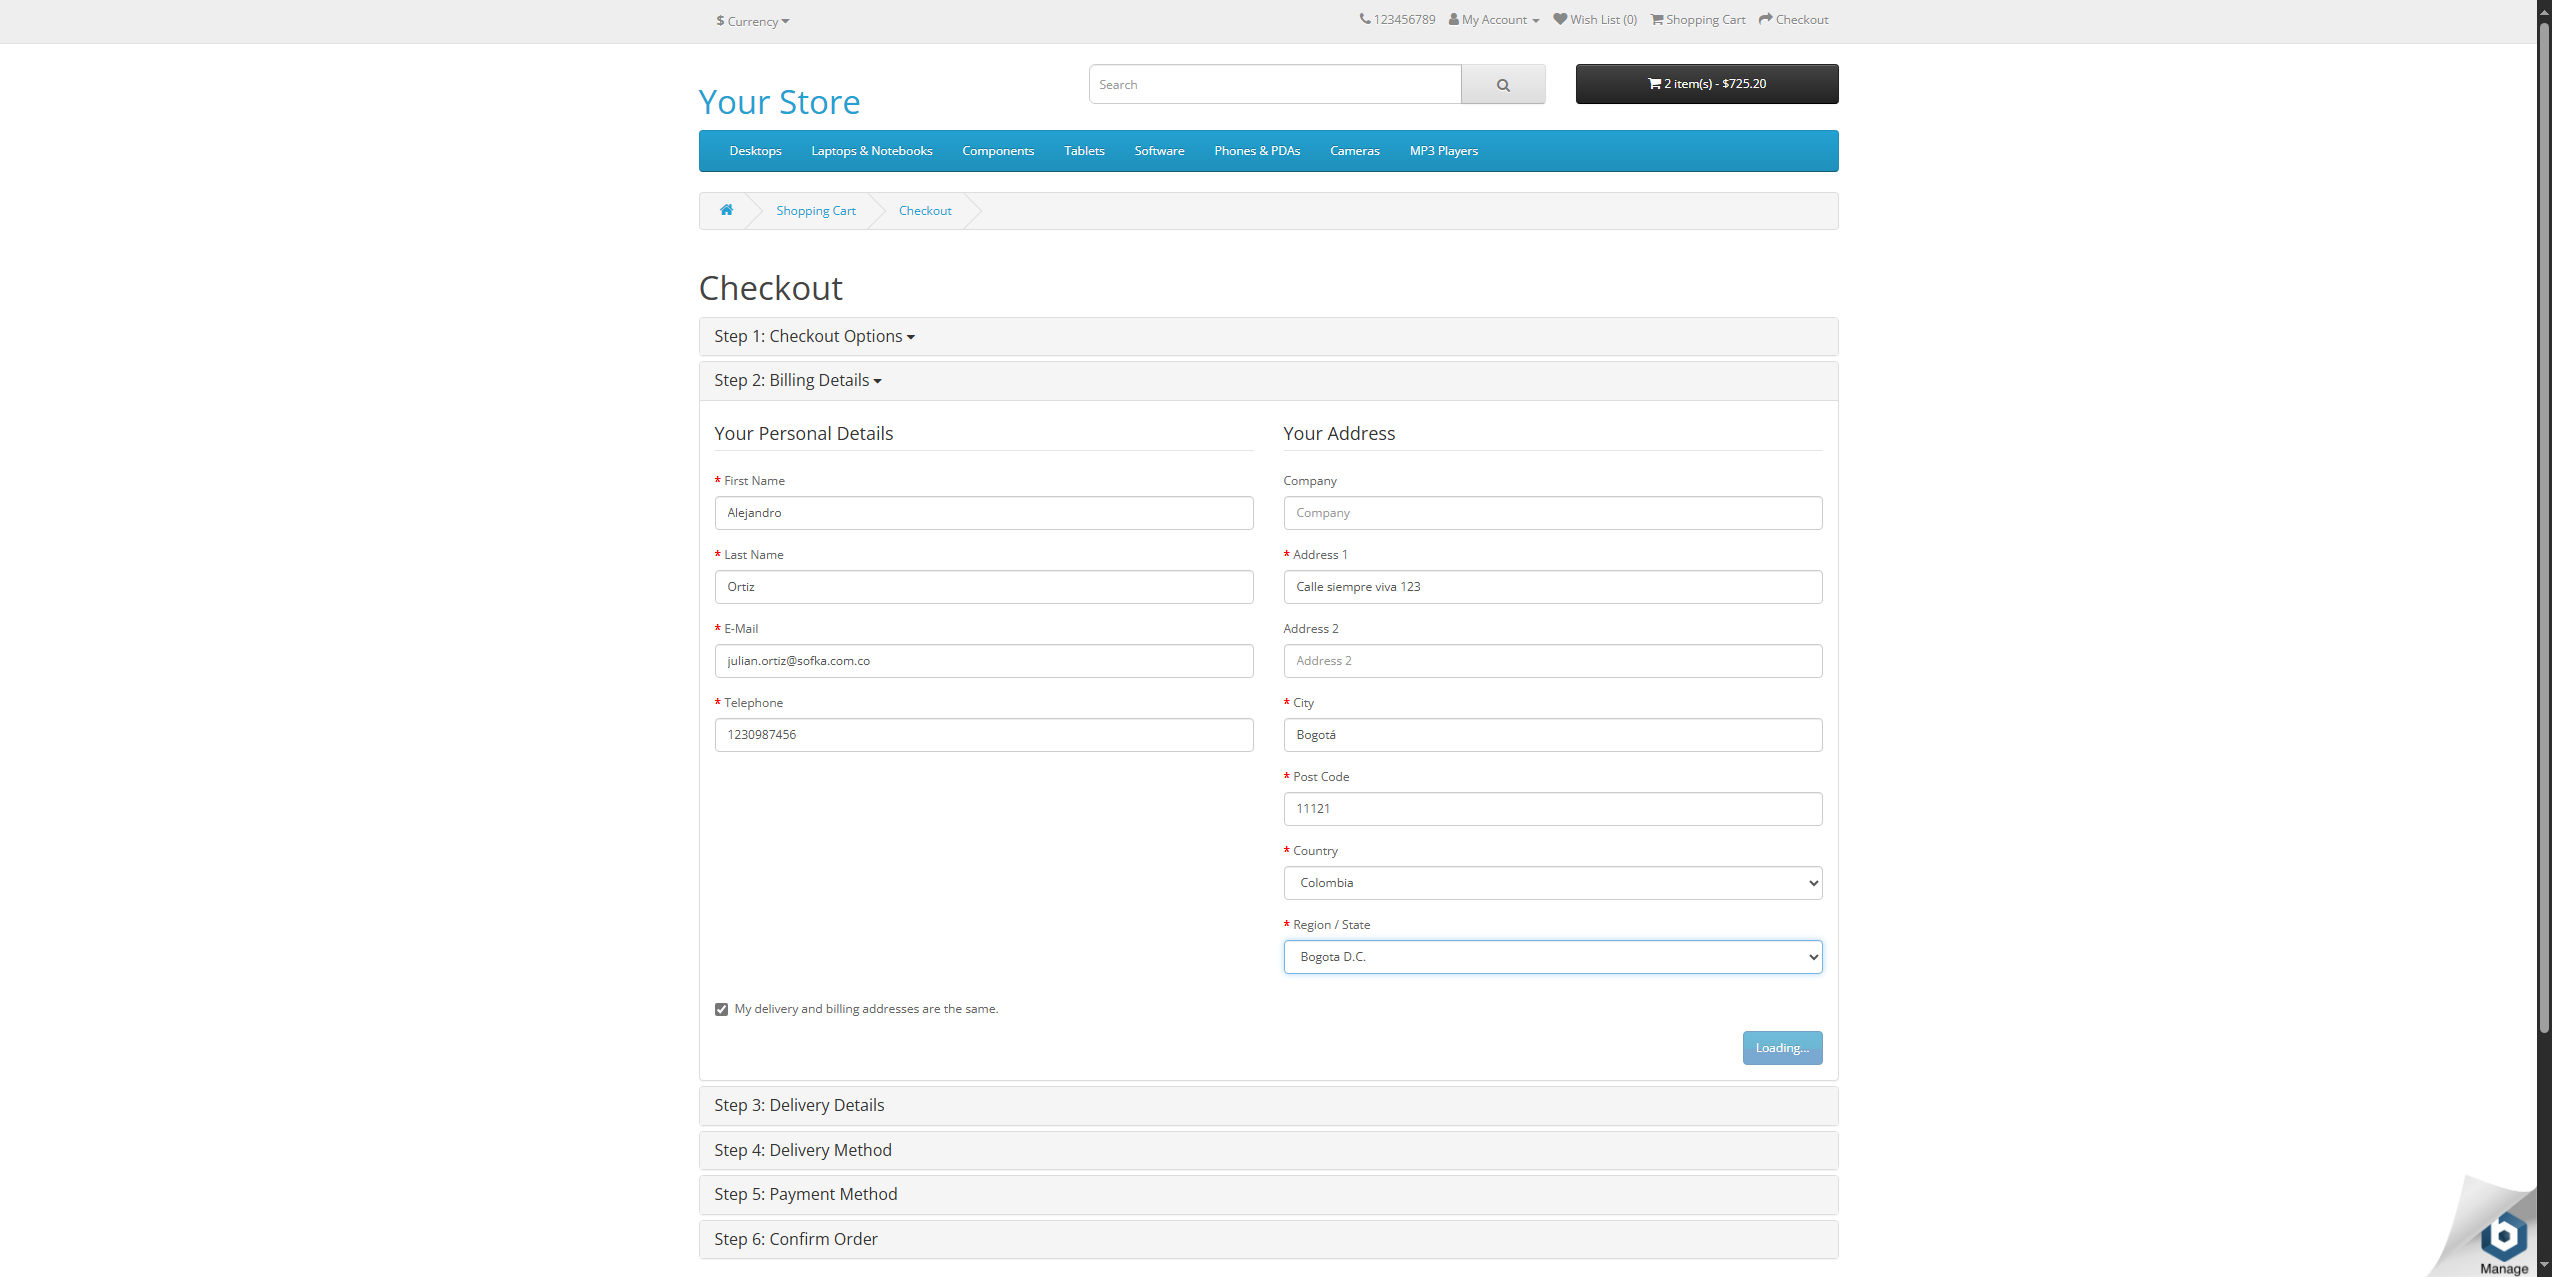 $ Currency
123456789 My Account Wish List (0) Shopping Cart Checkout
Your Store
Search
2 item(s) - $725.20
Desktops Laptops & Notebooks Components Tablets Software Phones & PDAs Cameras MP3 Players
Shopping Cart Checkout
Checkout
Step 1: Checkout Options
Step 2: Billing Details
Your Personal Details
* First Name
Alejandro
* Last Name
Ortiz
* E-Mail
julian.ortiz@sofka.com.co
* Telephone
1230987456
Your Address
Company
Company
* Address 1
Calle siempre viva 123
Address 2
Address 2
* City
Bogotá
* Post Code
11121
* Country
Colombia
* Region / State
Bogota D.C.
My delivery and billing addresses are the same.
Loading...
Step 3: Delivery Details
Step 4: Delivery Method
Step 5: Payment Method
Step 6: Confirm Order
b
Manage